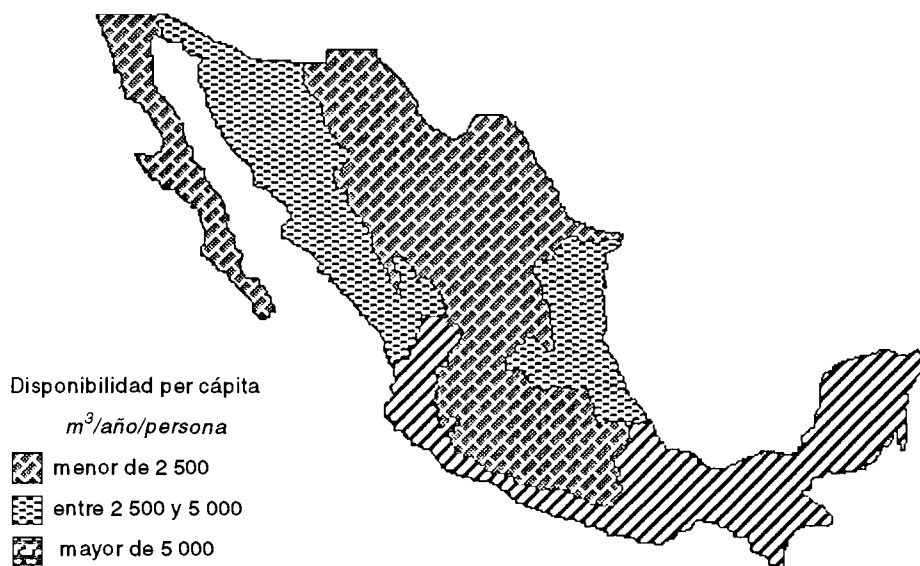 Disponibilidad per cápita
m³/año/persona
menor de 2 500
entre 2 500 y 5 000
mayor de 5 000